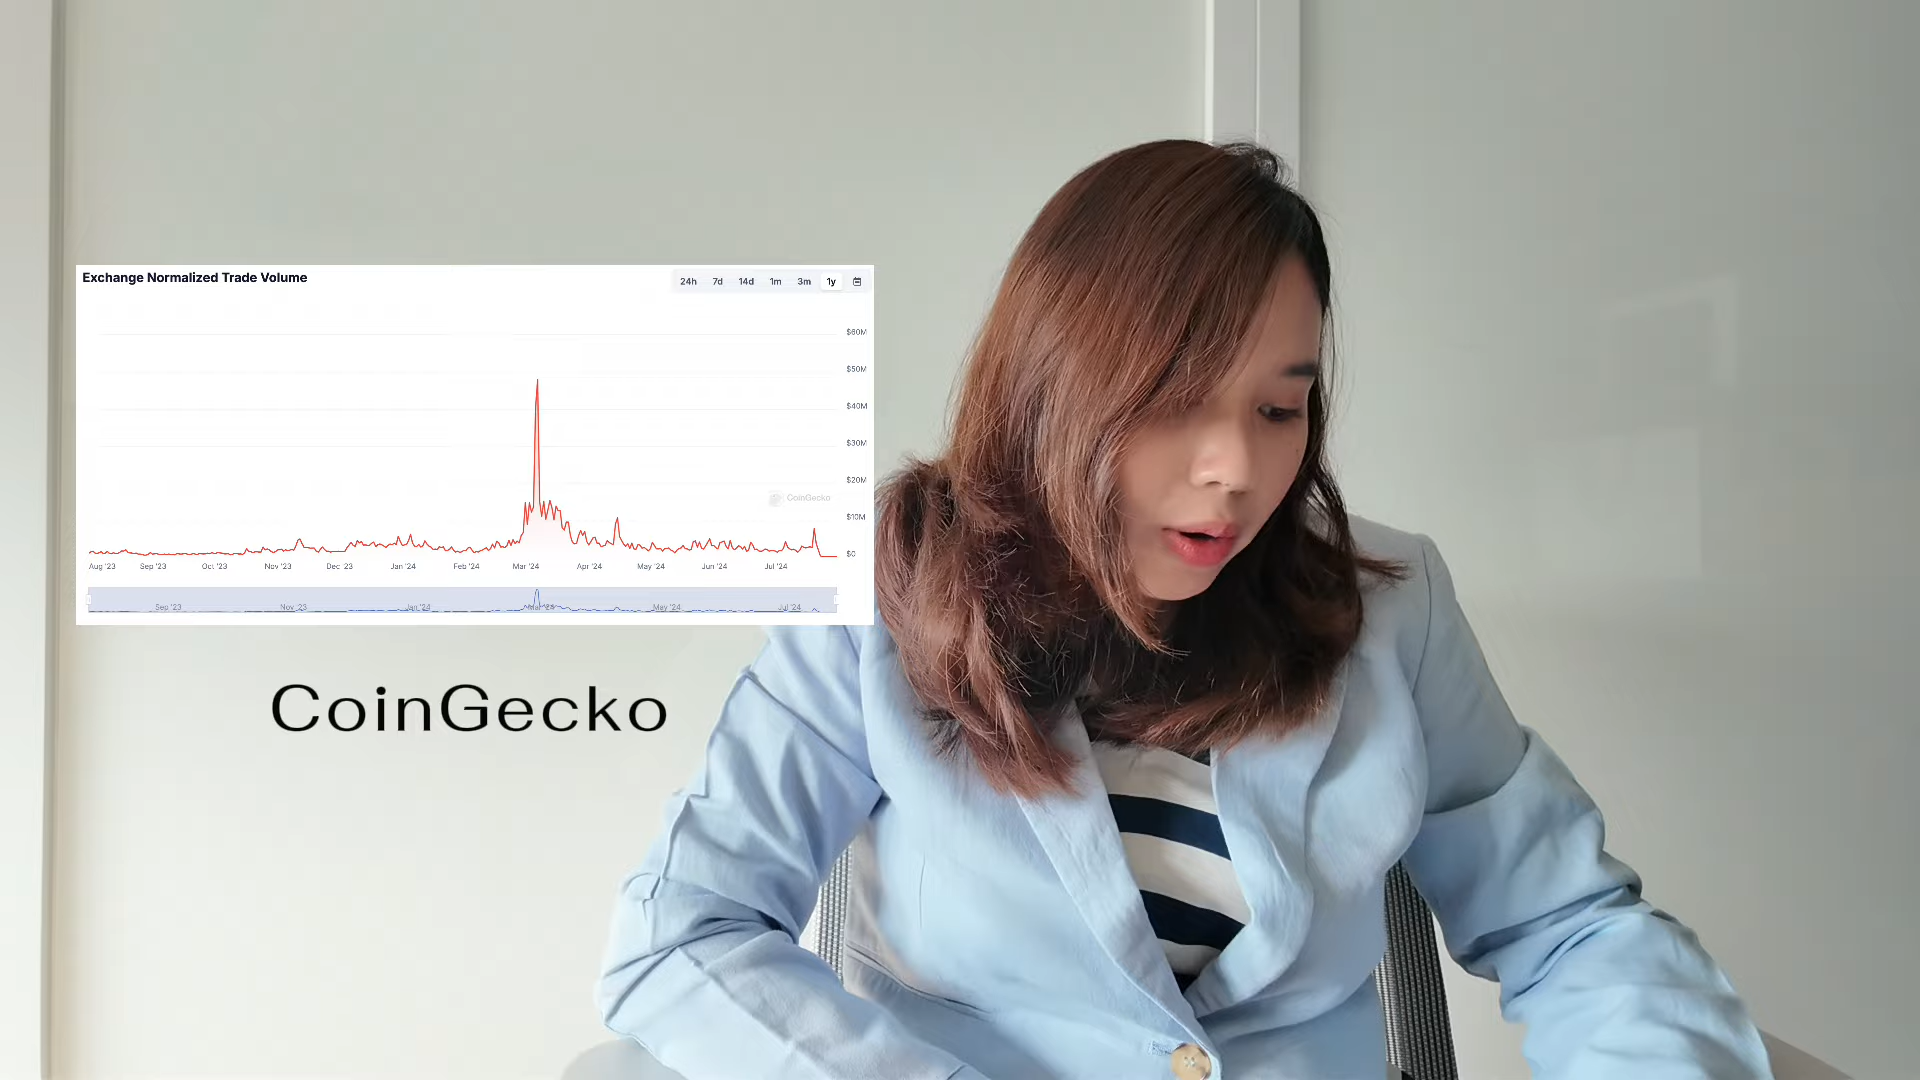 Exchange Normalized Trade Volume
24h 7d 14d 1m 3m 1y
$60M
$50M
$40M
$30M
$20M
CoinGecko
$10M
$0
Aug '23 Sep '23 Oct '23 Nov '23 Dec '23 Jan '24 Feb '24 Mar '24 Apr '24 May '24 Jun '24 Jul '24
Sep '23 Nov '23 Jan '24 Mar '24 May '24 Jul '24
CoinGecko